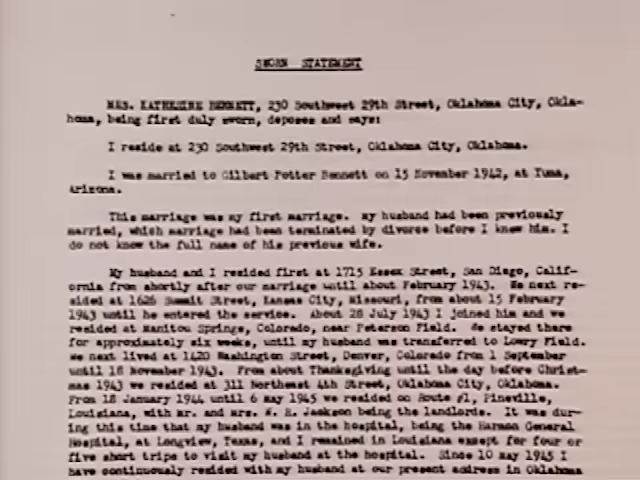 SWORN STATEMENT
MRS. KATHERINE BENNETT, 230 Southwest 29th Street, Oklahoma City, Okla-
homa, being first duly sworn, deposes and says:
I reside at 230 Southwest 29th Street, Oklahoma City, Oklahoma.
I was married to Gilbert Potter Bennett on 15 November 1942, at Yuma,
Arizona.
This marriage was my first marriage. My husband had been previously
married, which marriage had been terminated by divorce before I knew him. I
do not know the full name of his previous wife.
My husband and I resided first at 1715 Essex Street, San Diego, Calif-
ornia from shortly after our marriage until about February 1943. We next re-
sided at 1626 Summit Street, Kansas City, Missouri, from about 15 February
1943 until he entered the service. About 28 July 1943 I joined him and we
resided at Manitou Springs, Colorado, near Peterson Field. We stayed there
for approximately six weeks, until my husband was transferred to Lowry Field.
We next lived at 1420 Washington Street, Denver, Colorado from 1 September
until 18 November 1943. From about Thanksgiving until the day before Christ-
mas 1943 we resided at 311 Northeast 4th Street, Oklahoma City, Oklahoma.
From 18 January 1944 until 6 may 1945 we resided on Route #1, Pineville,
Louisiana, with Mr. and Mrs. W. E. Jackson being the landlords. It was dur-
ing this time that my husband was in the hospital, being the Harmon General
Hospital, at Longview, Texas, and I remained in Louisiana except for four or
five short trips to visit my husband at the hospital. Since 10 may 1945 I
have continuously resided with my husband at our present address in Oklahoma